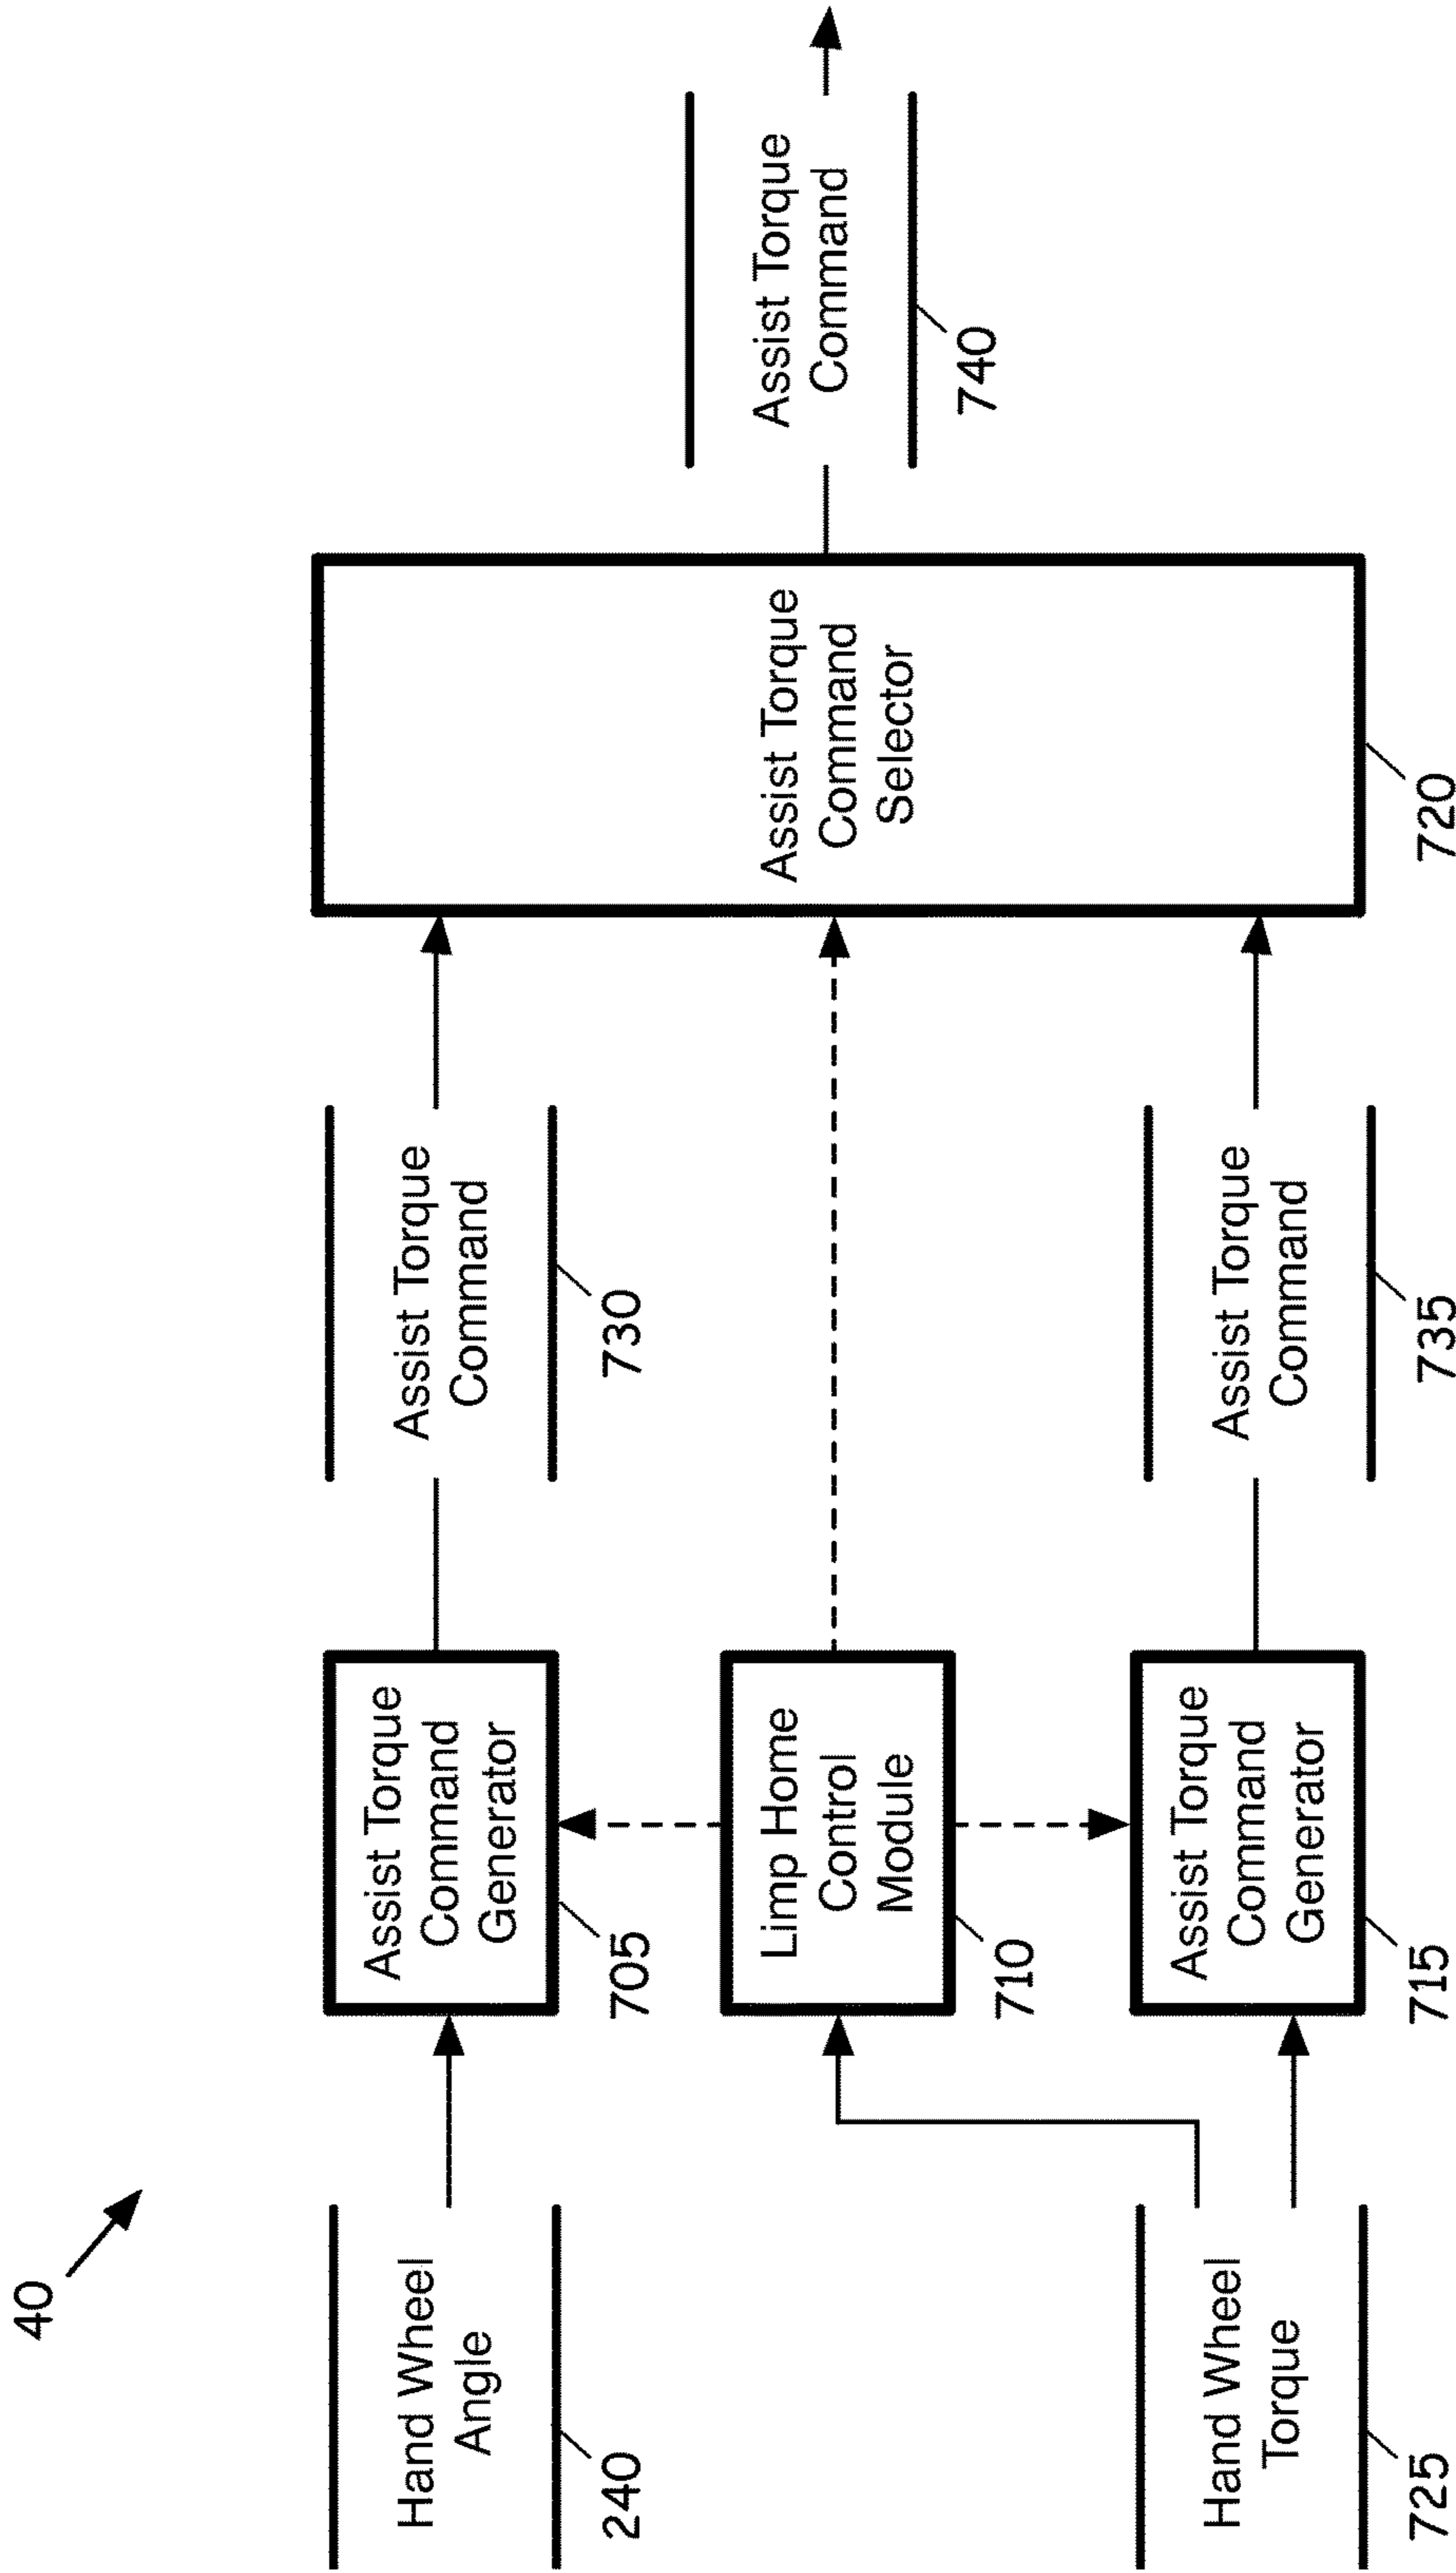 40
Hand Wheel
Angle
240
Assist Torque
Command
Generator
705
Assist Torque
Command
730
Limp Home
Control
Module
710
Assist Torque
Command
Selector
720
Assist Torque
Command
740
Hand Wheel
Torque
725
Assist Torque
Command
Generator
715
Assist Torque
Command
735